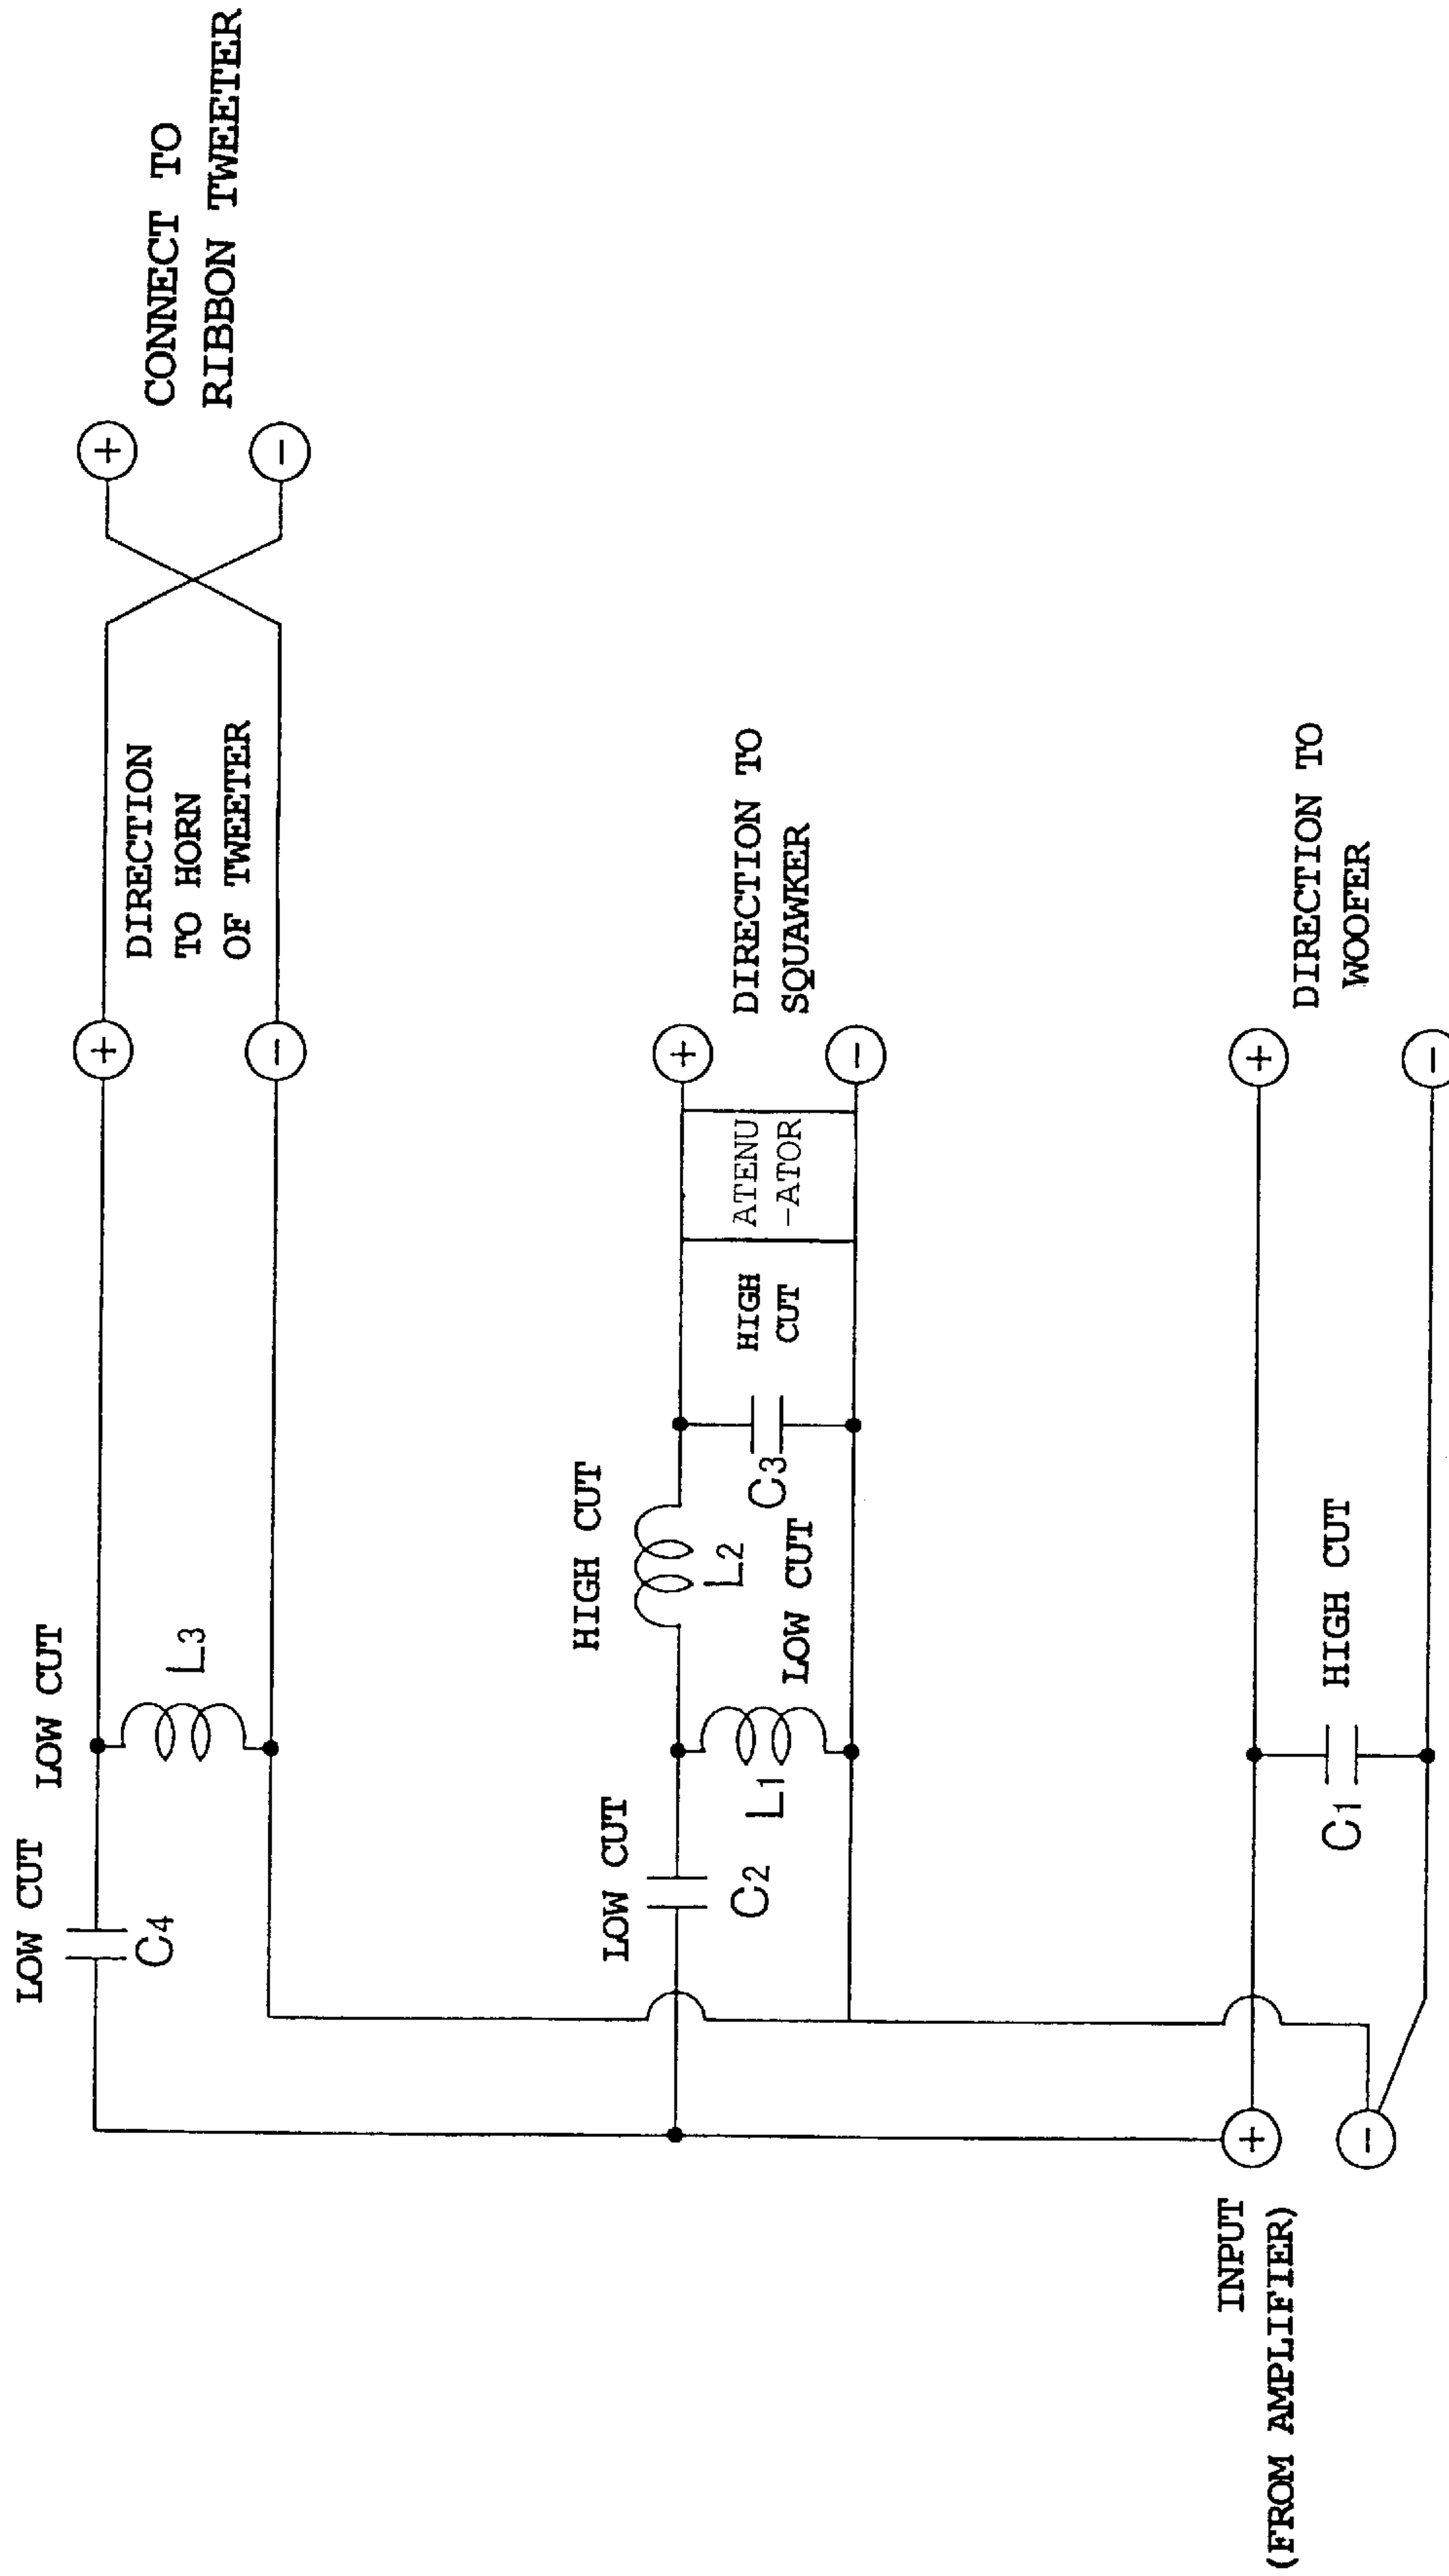 LOW CUT
LOW CUT
C4
L3
+
-
DIRECTION
TO HORN
OF TWEETER
+
-
CONNECT TO
RIBBON TWEETER
LOW CUT
C2
L1
LOW CUT
HIGH CUT
L2
C3
HIGH
CUT
ATENU
-ATOR
+
-
DIRECTION TO
SQUAWKER
INPUT
(FROM AMPLIFIER)
+
-
C1
HIGH CUT
+
-
DIRECTION TO
WOOFER